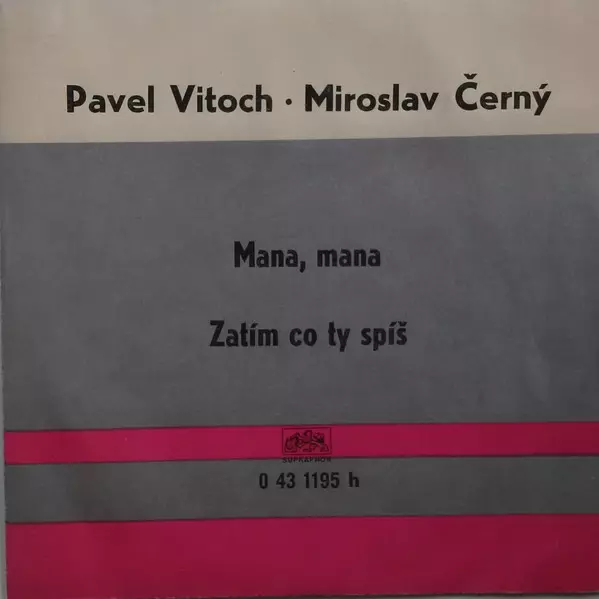 Pavel Vitoch · Miroslav Černý
Mana, mana
Zatím co ty spíš
SUPRAPHON
0 43 1195 h